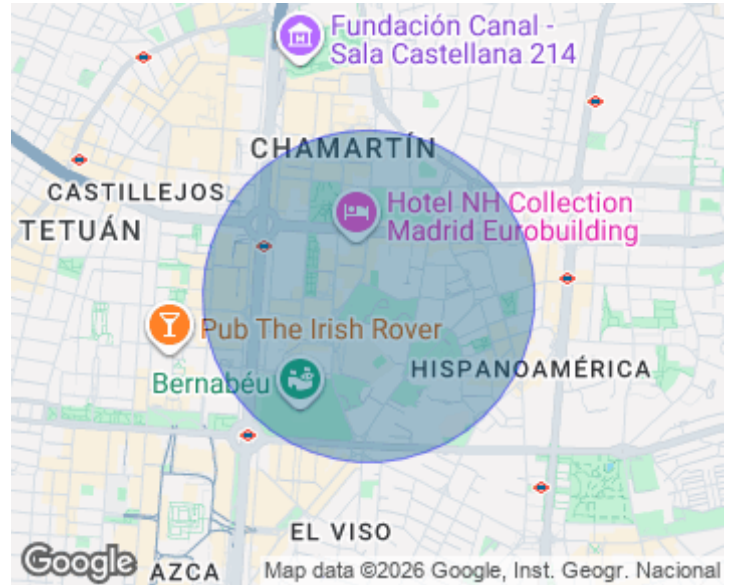 Fundación Canal -
Sala Castellana 214
CHAMARTÍN
CASTILLEJOS
Hotel NH Collection
Madrid Eurobuilding
TETUÁN
Pub The Irish Rover
HISPANOAMÉRICA
Bernabéu
EL VISO
AZCA
Google
Map data ©2026 Google, Inst. Geogr. Nacional